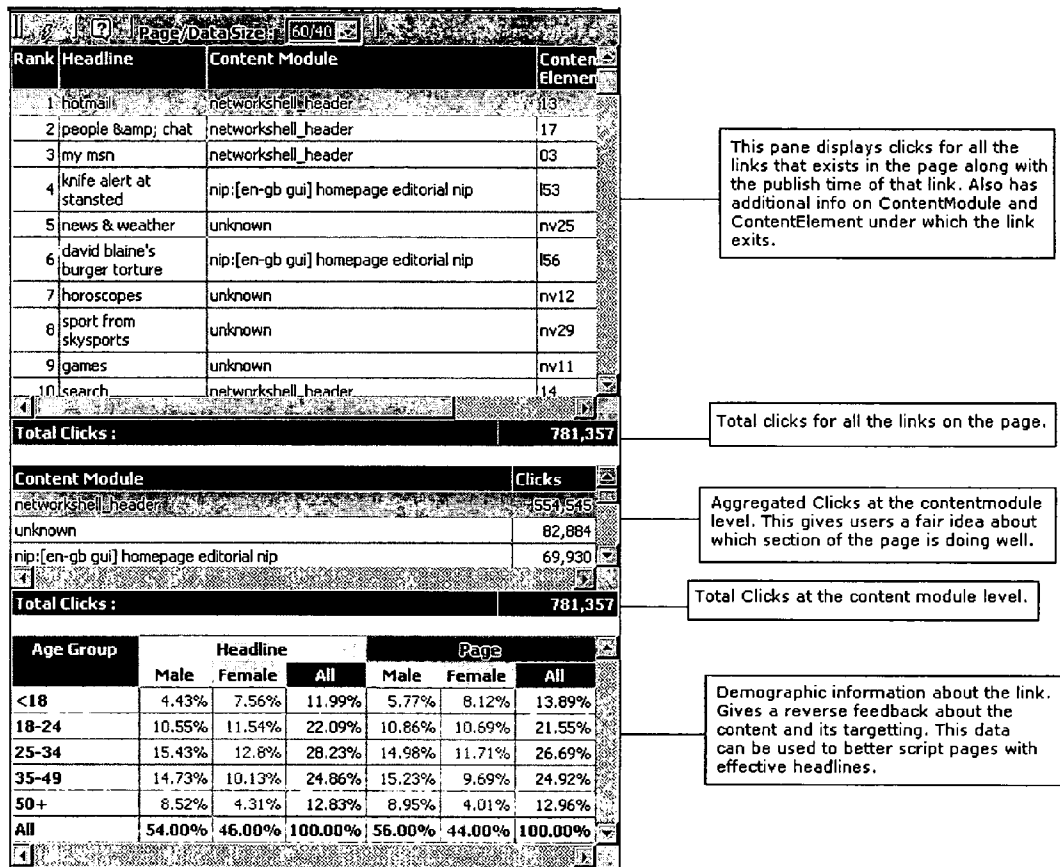 Page/Data Size : 60/40
Rank Headline Content Module Conten Elemen
1 hotmail networkshell_header 13
2 people &amp; chat networkshell_header 17
3 my msn networkshell_header 03
4 knife alert at stansted nip:[en-gb gui] homepage editorial nip l53
5 news & weather unknown nv25
6 david blaine's burger torture nip:[en-gb gui] homepage editorial nip l56
7 horoscopes unknown nv12
8 sport from skysports unknown nv29
9 games unknown nv11
10 search networkshell_header 14
Total Clicks : 781,357
Content Module Clicks
networkshell_header 554,545
unknown 82,884
nip:[en-gb gui] homepage editorial nip 69,930
Total Clicks : 781,357
Age Group Headline Page
Male Female All Male Female All
<18 4.43% 7.56% 11.99% 5.77% 8.12% 13.89%
18-24 10.55% 11.54% 22.09% 10.86% 10.69% 21.55%
25-34 15.43% 12.8% 28.23% 14.98% 11.71% 26.69%
35-49 14.73% 10.13% 24.86% 15.23% 9.69% 24.92%
50+ 8.52% 4.31% 12.83% 8.95% 4.01% 12.96%
All 54.00% 46.00% 100.00% 56.00% 44.00% 100.00%
This pane displays clicks for all the
links that exists in the page along with
the publish time of that link. Also has
additional info on ContentModule and
ContentElement under which the link
exits.
Total clicks for all the links on the page.
Aggregated Clicks at the contentmodule
level. This gives users a fair idea about
which section of the page is doing well.
Total Clicks at the content module level.
Demographic information about the link.
Gives a reverse feedback about the
content and its targetting. This data
can be used to better script pages with
effective headlines.